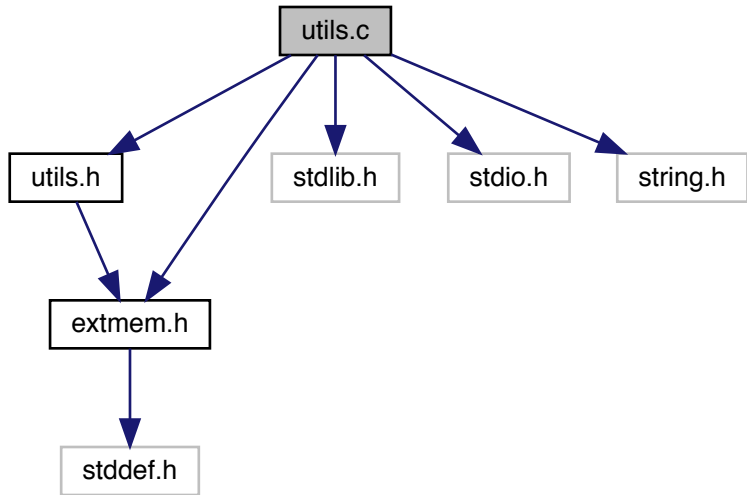 utils.c
utils.h
stdlib.h
stdio.h
string.h
extmem.h
stddef.h